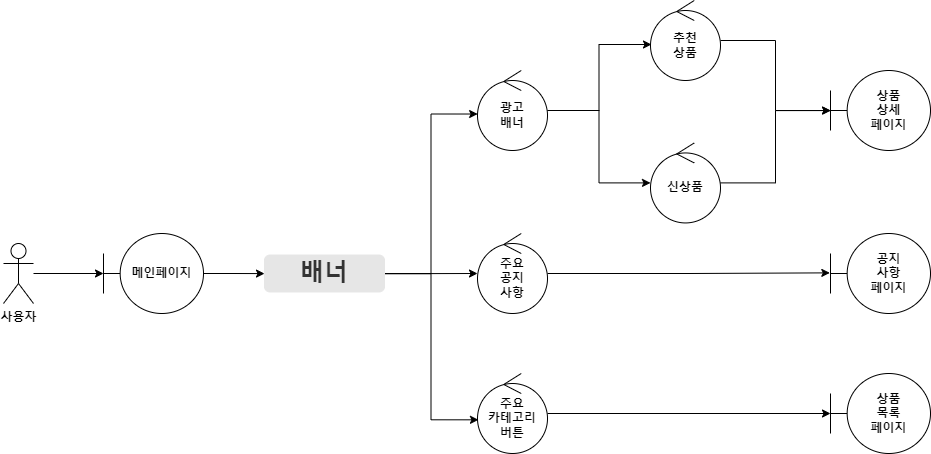 추천
상품
광고
배너
상품
상세
페이지
신상품
사용자
메인페이지
배너
주요
공지
사항
공지
사항
페이지
주요
카테고리
버튼
상품
목록
페이지